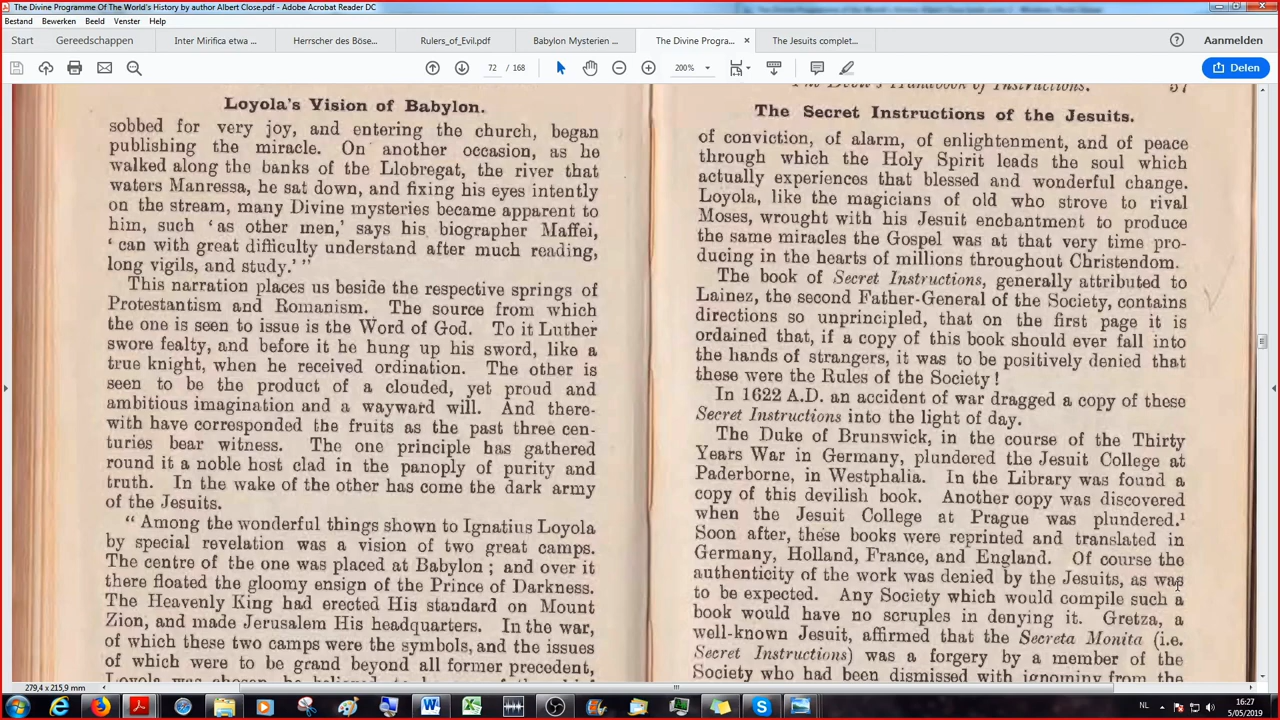 The Divine Programme Of The World's History by author Albert Close.pdf - Adobe Acrobat Reader DC
Bestand Bewerken Beeld Venster Help
Start Gereedschappen Inter Mirifica etwa ... Herrscher des Böse... Rulers_of_Evil.pdf Babylon Mysterien ... The Divine Progra... × The Jesuits complet... Aanmelden
72 / 168 200% Delen
Loyola's Vision of Babylon.
sobbed for very joy, and entering the church, began
publishing the miracle. On another occasion, as he
walked along the banks of the Llobregat, the river that
waters Manressa, he sat down, and fixing his eyes intently
on the stream, many Divine mysteries became apparent to
him, such 'as other men,' says his biographer Maffei,
'can with great difficulty understand after much reading,
long vigils, and study.' "
This narration places us beside the respective springs of
Protestantism and Romanism. The source from which
the one is seen to issue is the Word of God. To it Luther
swore fealty, and before it he hung up his sword, like a
true knight, when he received ordination. The other is
seen to be the product of a clouded, yet proud and
ambitious imagination and a wayward will. And there-
with have corresponded the fruits as the past three cen-
turies bear witness. The one principle has gathered
round it a noble host clad in the panoply of purity and
truth. In the wake of the other has come the dark army
of the Jesuits.
" Among the wonderful things shown to Ignatius Loyola
by special revelation was a vision of two great camps.
The centre of the one was placed at Babylon ; and over it
there floated the gloomy ensign of the Prince of Darkness.
The Heavenly King had erected His standard on Mount
Zion, and made Jerusalem His headquarters. In the war,
of which these two camps were the symbols, and the issues
of which were to be grand beyond all former precedent,
The Devil's Handbook of Instructions. 57
The Secret Instructions of the Jesuits.
of conviction, of alarm, of enlightenment, and of peace
through which the Holy Spirit leads the soul which
actually experiences that blessed and wonderful change.
Loyola, like the magicians of old who strove to rival
Moses, wrought with his Jesuit enchantment to produce
the same miracles the Gospel was at that very time pro-
ducing in the hearts of millions throughout Christendom.
The book of Secret Instructions, generally attributed to
Lainez, the second Father-General of the Society, contains
directions so unprincipled, that on the first page it is
ordained that, if a copy of this book should ever fall into
the hands of strangers, it was to be positively denied that
these were the Rules of the Society !
In 1622 A.D. an accident of war dragged a copy of these
Secret Instructions into the light of day.
The Duke of Brunswick, in the course of the Thirty
Years War in Germany, plundered the Jesuit College at
Paderborne, in Westphalia. In the Library was found a
copy of this devilish book. Another copy was discovered
when the Jesuit College at Prague was plundered.¹
Soon after, these books were reprinted and translated in
Germany, Holland, France, and England. Of course the
authenticity of the work was denied by the Jesuits, as was
to be expected. Any Society which would compile such a
book would have no scruples in denying it. Gretza, a
well-known Jesuit, affirmed that the Secreta Monita (i.e.
Secret Instructions) was a forgery by a member of the
Society who had been dismissed with ignominy from the
279,4 x 215,9 mm
NL 16:27
5/05/2019